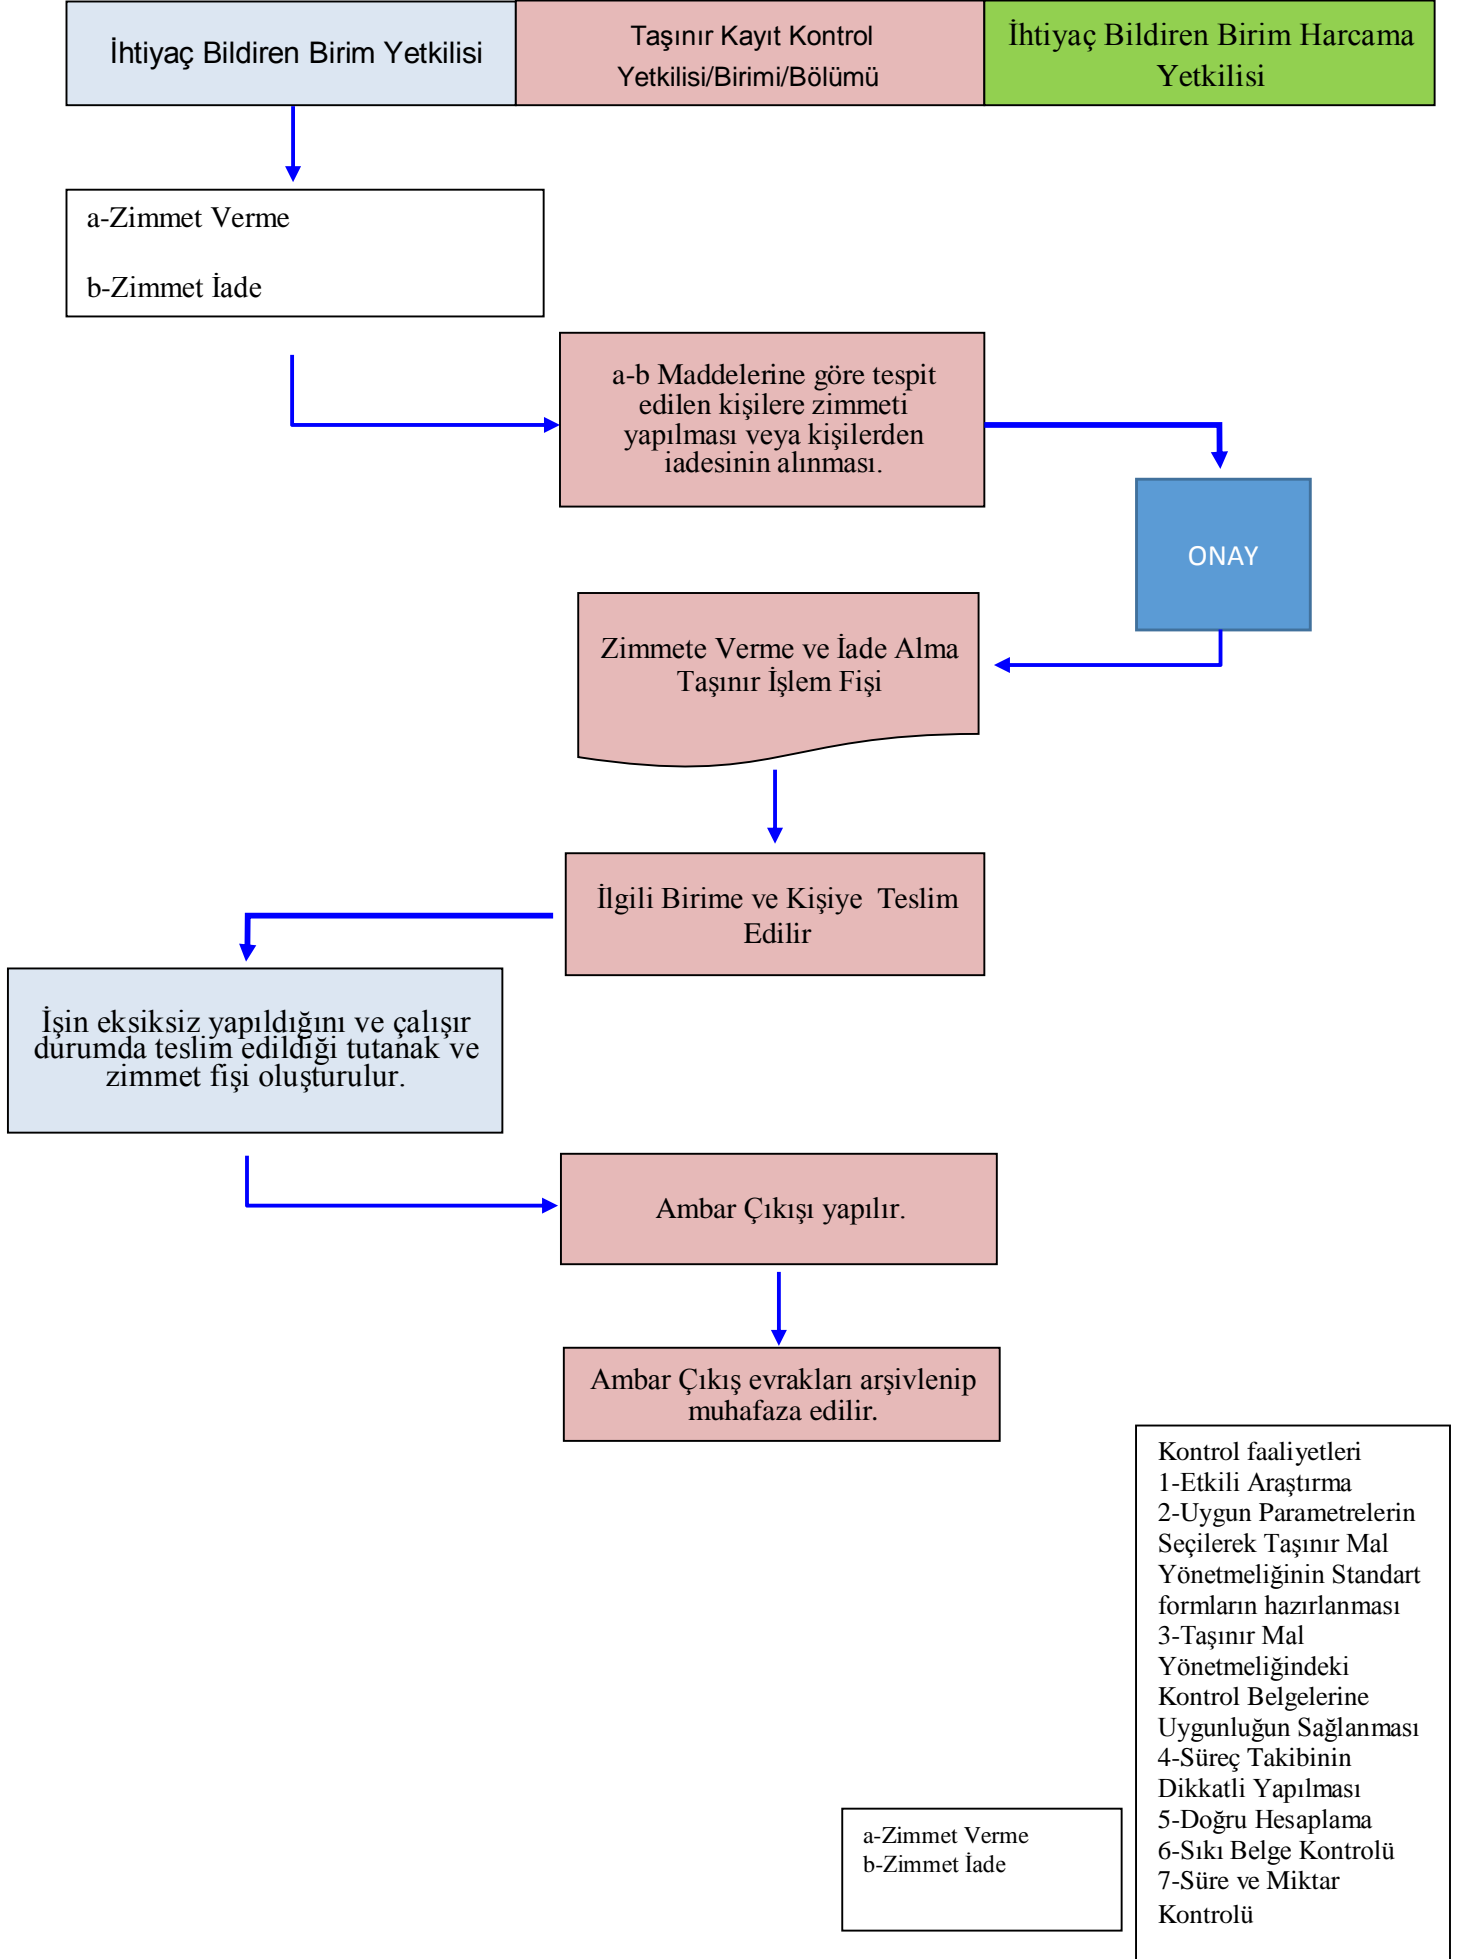 İhtiyaç Bildiren Birim Yetkilisi
Taşınır Kayıt Kontrol
Yetkilisi/Birimi/Bölümü
İhtiyaç Bildiren Birim Harcama
Yetkilisi
a-Zimmet Verme
b-Zimmet İade
a-b Maddelerine göre tespit
edilen kişilere zimmeti
yapılması veya kişilerden
iadesinin alınması.
ONAY
Zimmete Verme ve İade Alma
Taşınır İşlem Fişi
İlgili Birime ve Kişiye Teslim
Edilir
İşin eksiksiz yapıldığını ve çalışır
durumda teslim edildiği tutanak ve
zimmet fişi oluşturulur.
Ambar Çıkışı yapılır.
Ambar Çıkış evrakları arşivlenip
muhafaza edilir.
Kontrol faaliyetleri
1-Etkili Araştırma
2-Uygun Parametrelerin
Seçilerek Taşınır Mal
Yönetmeliğinin Standart
formların hazırlanması
3-Taşınır Mal
Yönetmeliğindeki
Kontrol Belgelerine
Uygunluğun Sağlanması
4-Süreç Takibinin
Dikkatli Yapılması
5-Doğru Hesaplama
6-Sıkı Belge Kontrolü
7-Süre ve Miktar
Kontrolü
a-Zimmet Verme
b-Zimmet İade